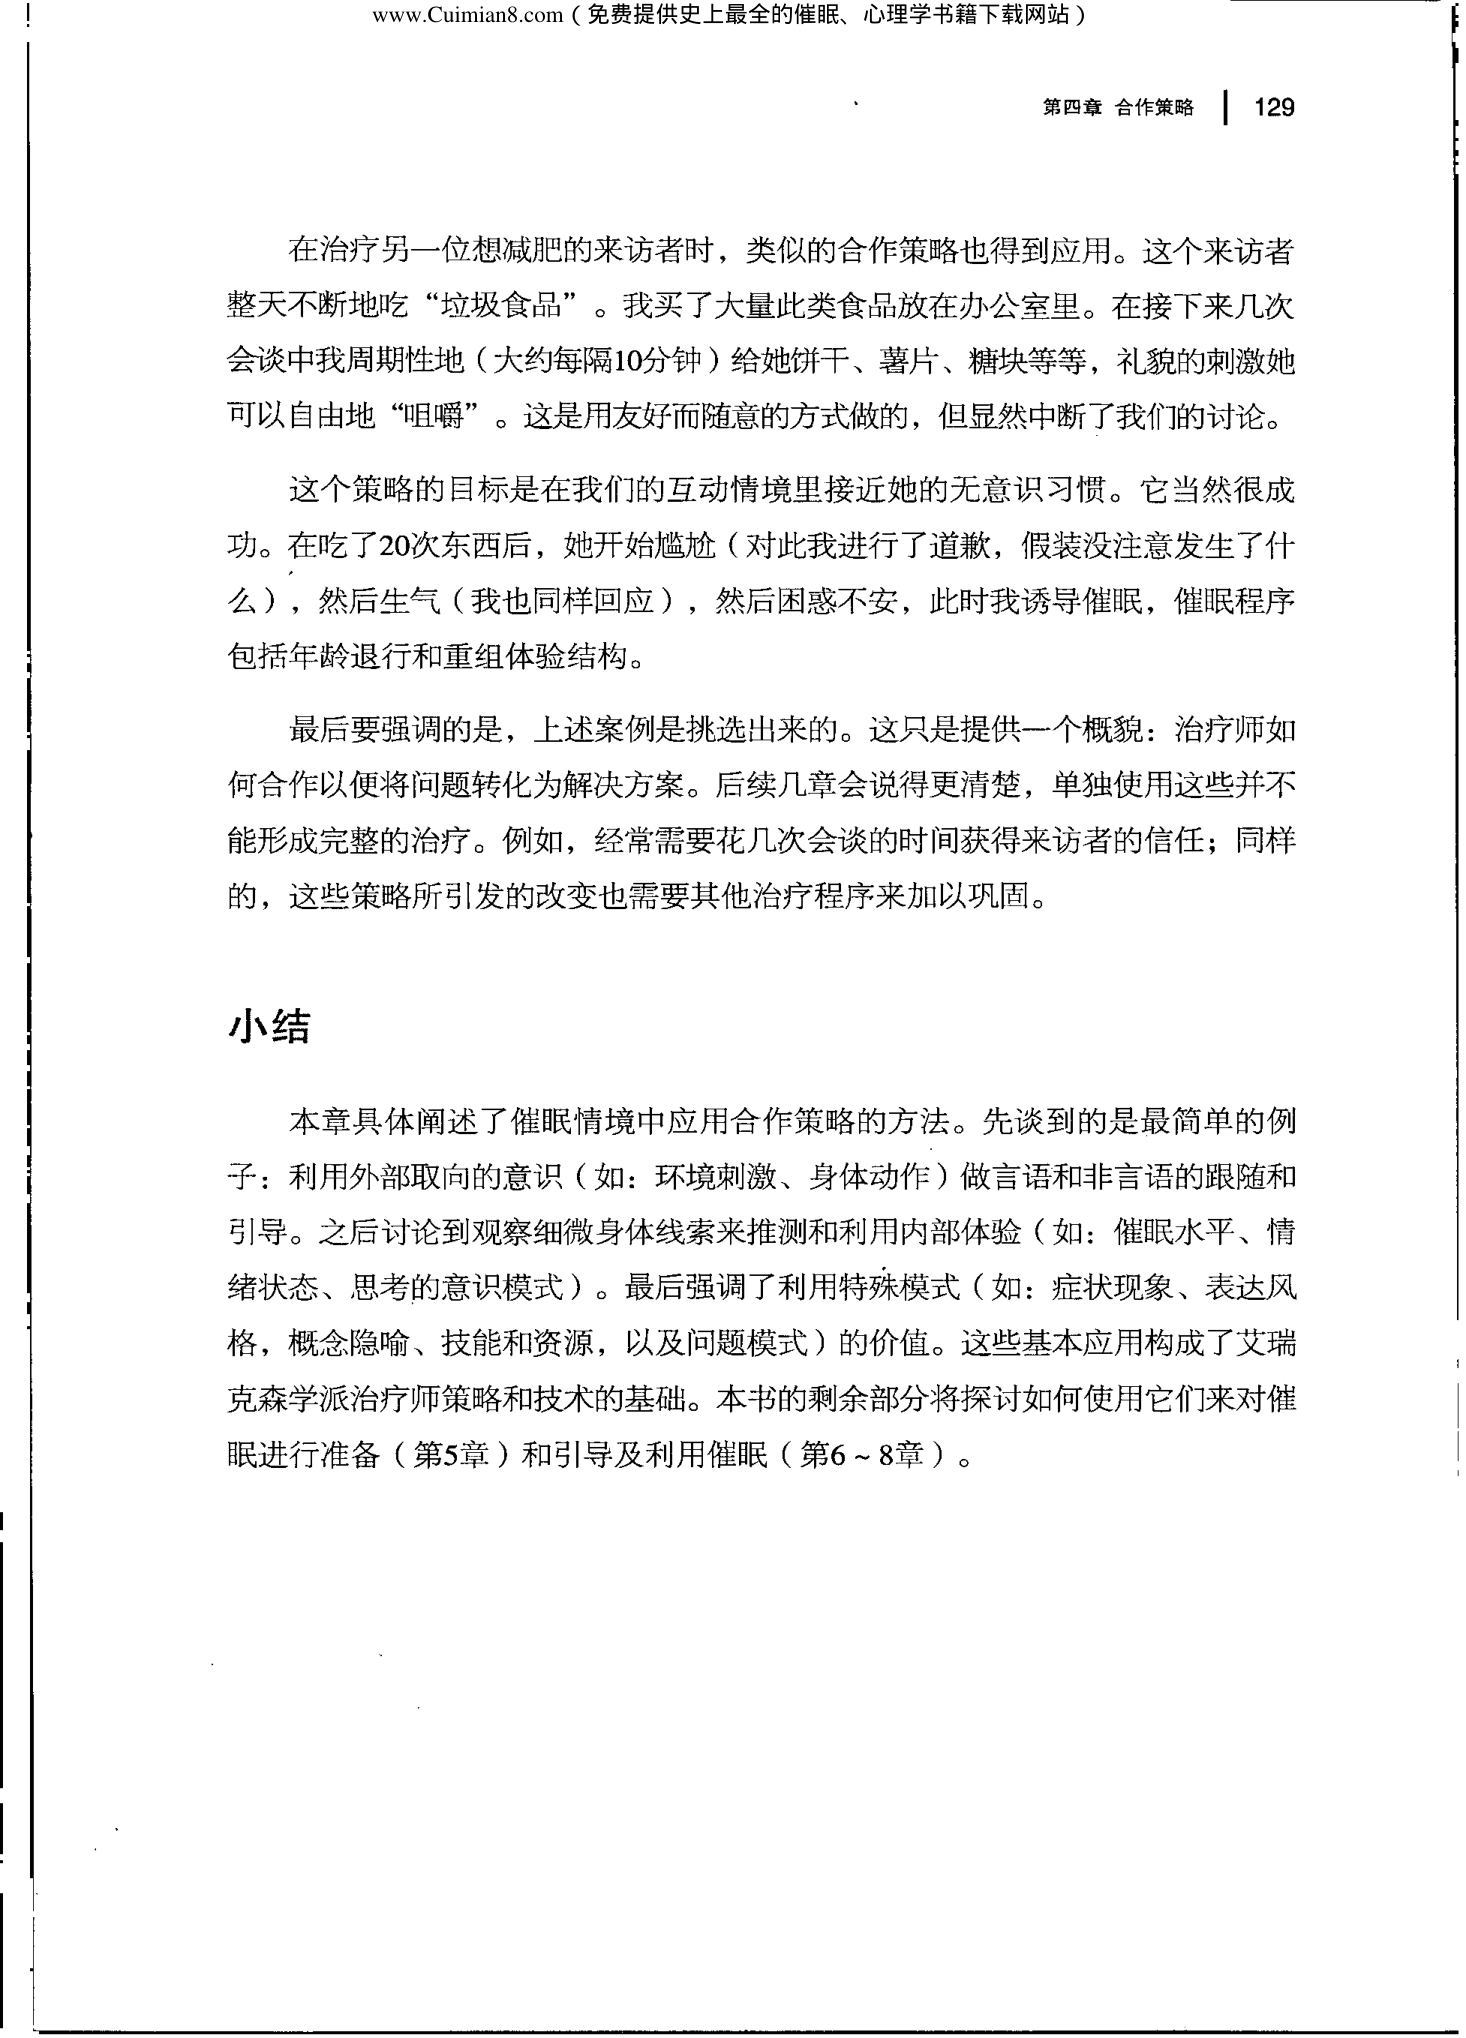 www.Cuimian8.com（免费提供史上最全的催眠、心理学书籍下载网站）
第四章 合作策略 129
在治疗另一位想减肥的来访者时，类似的合作策略也得到应用。这个来访者
整天不断地吃“垃圾食品”。我买了大量此类食品放在办公室里。在接下来几次
会谈中我周期性地（大约每隔10分钟）给她饼干、薯片、糖块等等，礼貌的刺激她
可以自由地“咀嚼”。这是用友好而随意的方式做的，但显然中断了我们的讨论。
这个策略的目标是在我们的互动情境里接近她的无意识习惯。它当然很成
功。在吃了20次东西后，她开始尴尬（对此我进行了道歉，假装没注意发生了什
么），然后生气（我也同样回应），然后困惑不安，此时我诱导催眠，催眠程序
包括年龄退行和重组体验结构。
最后要强调的是，上述案例是挑选出来的。这只是提供一个概貌：治疗师如
何合作以便将问题转化为解决方案。后续几章会说得更清楚，单独使用这些并不
能形成完整的治疗。例如，经常需要花几次会谈的时间获得来访者的信任；同样
的，这些策略所引发的改变也需要其他治疗程序来加以巩固。
小结
本章具体阐述了催眠情境中应用合作策略的方法。先谈到的是最简单的例
子：利用外部取向的意识（如：环境刺激、身体动作）做言语和非言语的跟随和
引导。之后讨论到观察细微身体线索来推测和利用内部体验（如：催眠水平、情
绪状态、思考的意识模式）。最后强调了利用特殊模式（如：症状现象、表达风
格，概念隐喻、技能和资源，以及问题模式）的价值。这些基本应用构成了艾瑞
克森学派治疗师策略和技术的基础。本书的剩余部分将探讨如何使用它们来对催
眠进行准备（第5章）和引导及利用催眠（第6～8章）。